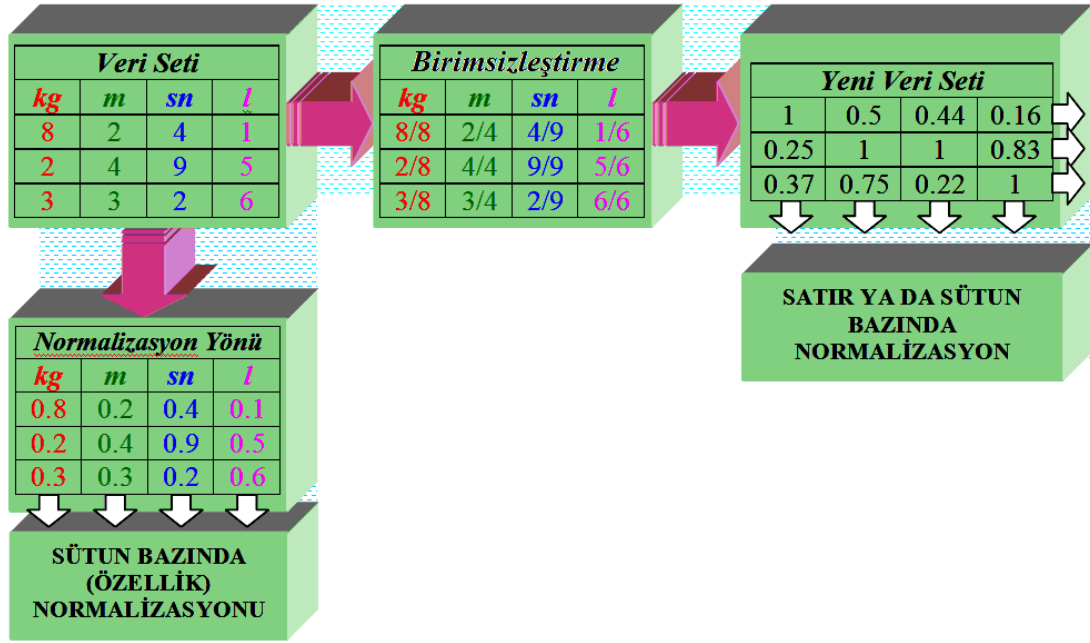 Veri Seti
kg m sn l
8 2 4 1
2 4 9 5
3 3 2 6
Birimsizleştirme
kg m sn l
8/8 2/4 4/9 1/6
2/8 4/4 9/9 5/6
3/8 3/4 2/9 6/6
Yeni Veri Seti
1 0.5 0.44 0.16
0.25 1 1 0.83
0.37 0.75 0.22 1
SATIR YA DA SÜTUN
BAZINDA
NORMALİZASYON
Normalizasyon Yönü
kg m sn l
0.8 0.2 0.4 0.1
0.2 0.4 0.9 0.5
0.3 0.3 0.2 0.6
SÜTUN BAZINDA
(ÖZELLİK)
NORMALİZASYONU